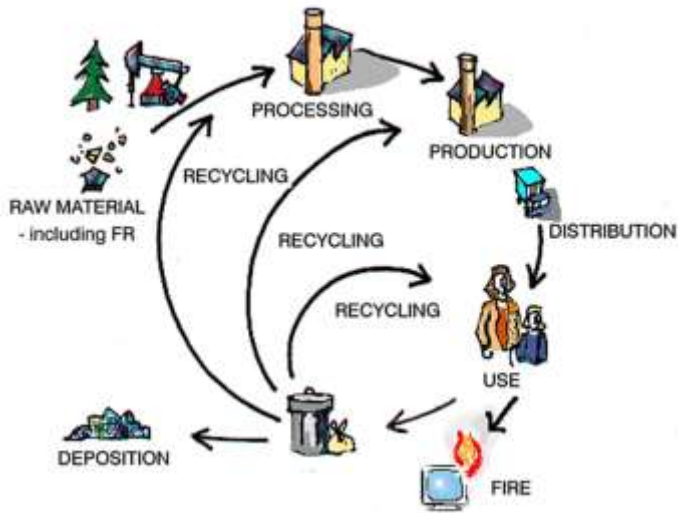 PROCESSING
PRODUCTION
RECYCLING
RAW MATERIAL
- including FR
DISTRIBUTION
RECYCLING
RECYCLING
USE
DEPOSITION
FIRE